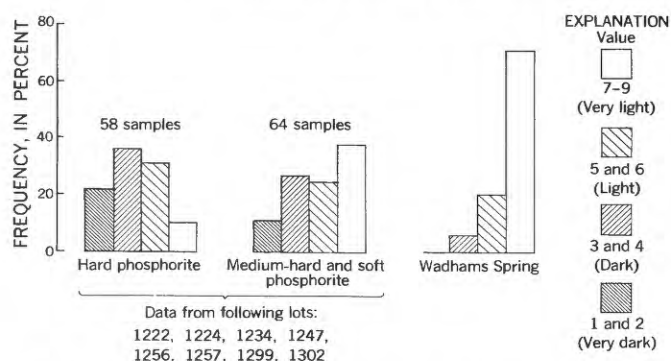 80
60
40
20
0
FREQUENCY, IN PERCENT
58 samples
64 samples
Hard phosphorite
Medium-hard and soft
phosphorite
Wadhams Spring
Data from following lots:
1222, 1224, 1234, 1247,
1256, 1257, 1299, 1302
EXPLANATION
Value
7–9
(Very light)
5 and 6
(Light)
3 and 4
(Dark)
1 and 2
(Very dark)